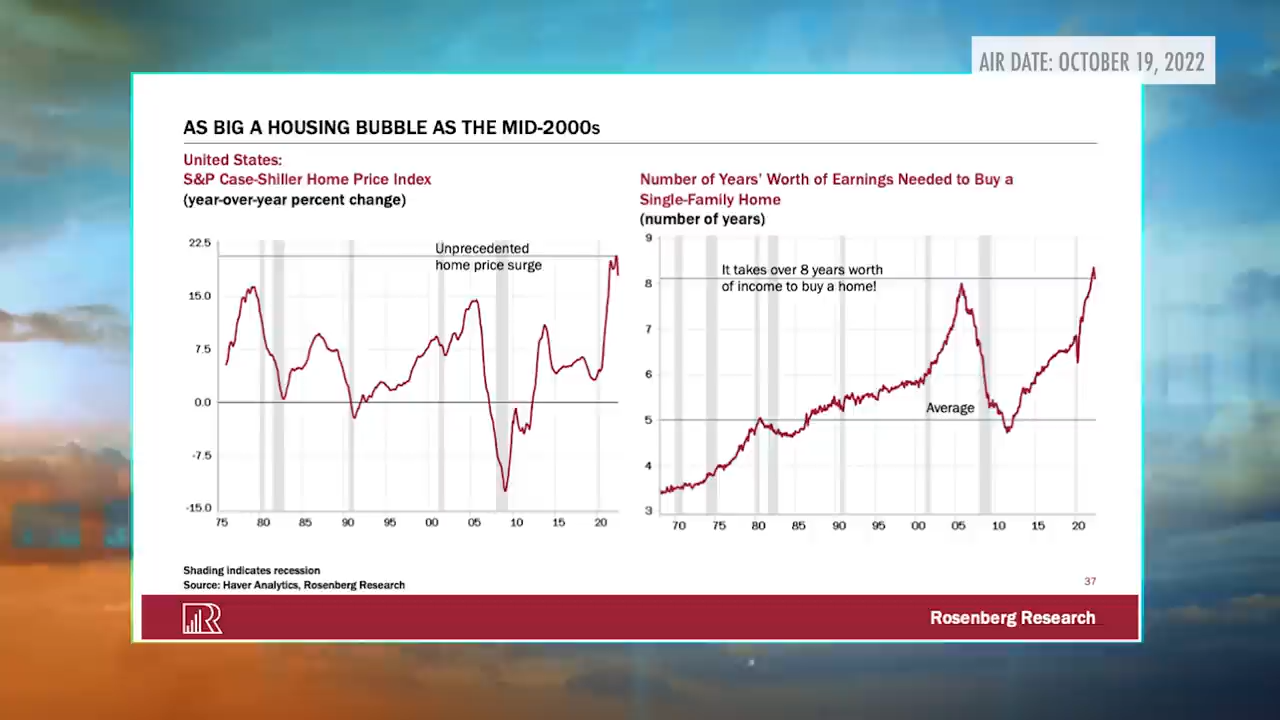 AIR DATE: OCTOBER 19, 2022
AS BIG A HOUSING BUBBLE AS THE MID-2000s
United States:
S&P Case-Shiller Home Price Index
(year-over-year percent change)
22.5
15.0
7.5
0.0
-7.5
-15.0
Unprecedented
home price surge
75 80 85 90 95 00 05 10 15 20
Number of Years' Worth of Earnings Needed to Buy a
Single-Family Home
(number of years)
9
8
7
6
5
4
3
It takes over 8 years worth
of income to buy a home!
Average
70 75 80 85 90 95 00 05 10 15 20
Shading indicates recession
Source: Haver Analytics, Rosenberg Research
37
R
Rosenberg Research